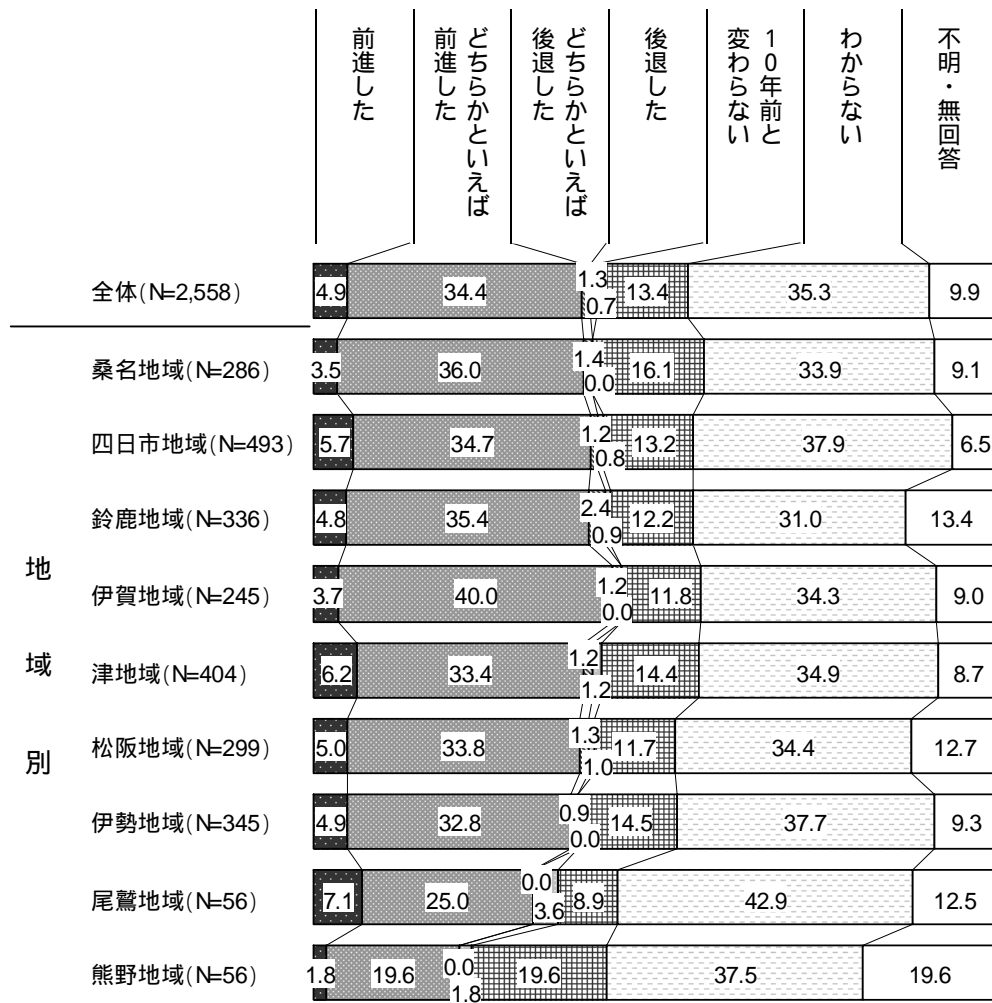 前進した
どちらかといえば
前進した
どちらかといえば
後退した
後退した
10年前と
変わらない
わからない
不明・無回答
全体(N=2,558) 4.9 34.4 1.3 0.7 13.4 35.3 9.9
地域別
桑名地域(N=286) 3.5 36.0 1.4 0.0 16.1 33.9 9.1
四日市地域(N=493) 5.7 34.7 1.2 0.8 13.2 37.9 6.5
鈴鹿地域(N=336) 4.8 35.4 2.4 0.9 12.2 31.0 13.4
伊賀地域(N=245) 3.7 40.0 1.2 0.0 11.8 34.3 9.0
津地域(N=404) 6.2 33.4 1.2 1.2 14.4 34.9 8.7
松阪地域(N=299) 5.0 33.8 1.3 1.0 11.7 34.4 12.7
伊勢地域(N=345) 4.9 32.8 0.9 0.0 14.5 37.7 9.3
尾鷲地域(N=56) 7.1 25.0 0.0 3.6 8.9 42.9 12.5
熊野地域(N=56) 1.8 19.6 0.0 1.8 19.6 37.5 19.6